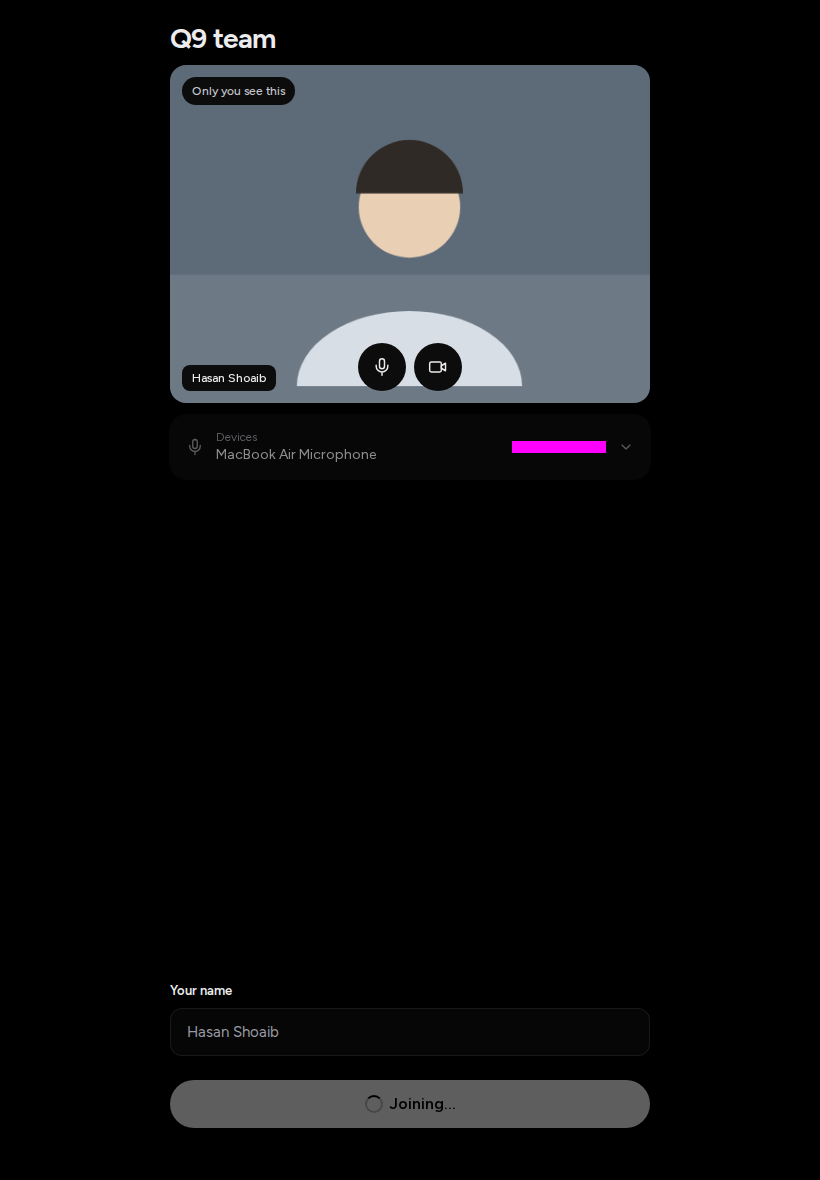 Q9 team
Only you see this
Hasan Shoaib
Devices
MacBook Air Microphone
Your name
Hasan Shoaib
Joining...